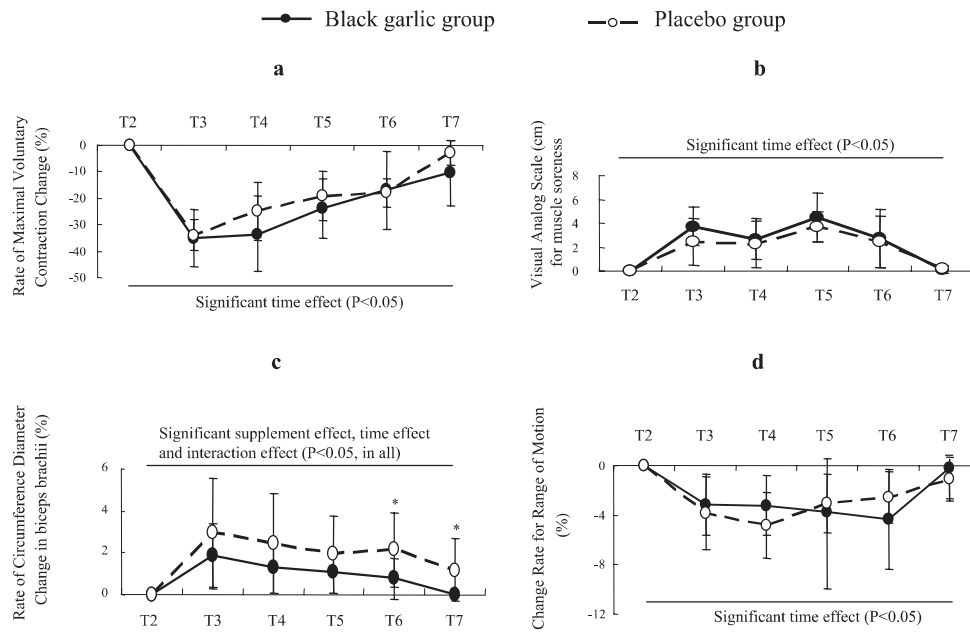 Black garlic group
Placebo group
a
T2 T3 T4 T5 T6 T7
0
-10
-20
-30
-40
-50
Rate of Maximal Voluntary
Contraction Change (%)
Significant time effect (P<0.05)
b
Significant time effect (P<0.05)
8
6
4
2
0
Visual Analog Scale (cm)
for muscle soreness
T2 T3 T4 T5 T6 T7
c
Significant supplement effect, time effect
and interaction effect (P<0.05, in all)
6
4
2
0
* *
Rate of Circumference Diameter
Change in biceps brachii (%)
T2 T3 T4 T5 T6 T7
d
T2 T3 T4 T5 T6 T7
0
-4
-8
-12
Change Rate for Range of Motion
(%)
Significant time effect (P<0.05)